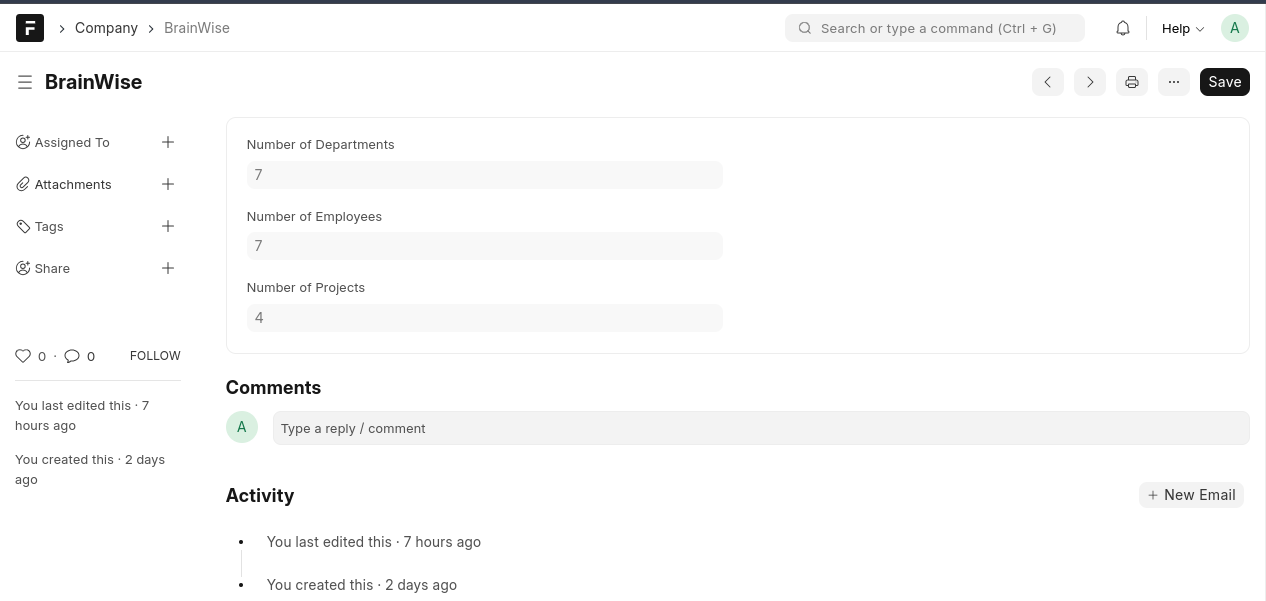 Company
BrainWise
Search or type a command (Ctrl + G)
Help
A
BrainWise
Save
Assigned To
Attachments
Tags
Share
0 · 0 FOLLOW
You last edited this · 7
hours ago
You created this · 2 days
ago
Number of Departments
7
Number of Employees
7
Number of Projects
4
Comments
A
Type a reply / comment
Activity
New Email
You last edited this · 7 hours ago
You created this · 2 days ago